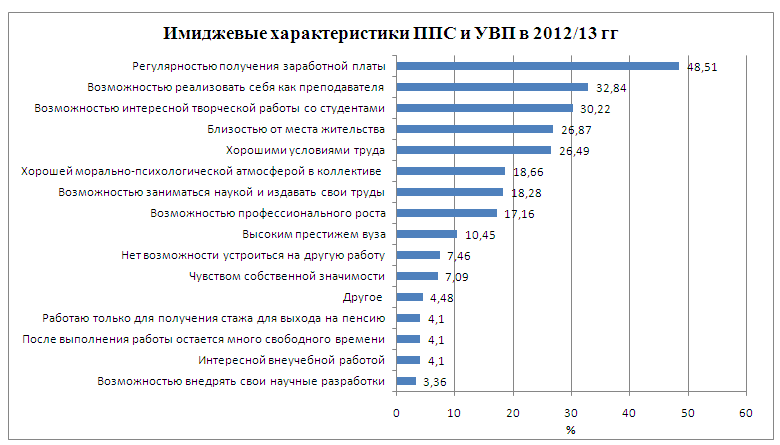 Имиджевые характеристики ППС и УВП в 2012/13 гг
Регулярностью получения заработной платы 48,51
Возможностью реализовать себя как преподавателя 32,84
Возможностью интересной творческой работы со студентами 30,22
Близостью от места жительства 26,87
Хорошими условиями труда 26,49
Хорошей морально-психологической атмосферой в коллективе 18,66
Возможностью заниматься наукой и издавать свои труды 18,28
Возможностью профессионального роста 17,16
Высоким престижем вуза 10,45
Нет возможности устроиться на другую работу 7,46
Чувством собственной значимости 7,09
Другое 4,48
Работаю только для получения стажа для выхода на пенсию 4,1
После выполнения работы остается много свободного времени 4,1
Интересной внеучебной работой 4,1
Возможностью внедрять свои научные разработки 3,36
0 10 20 30 40 50 60
%